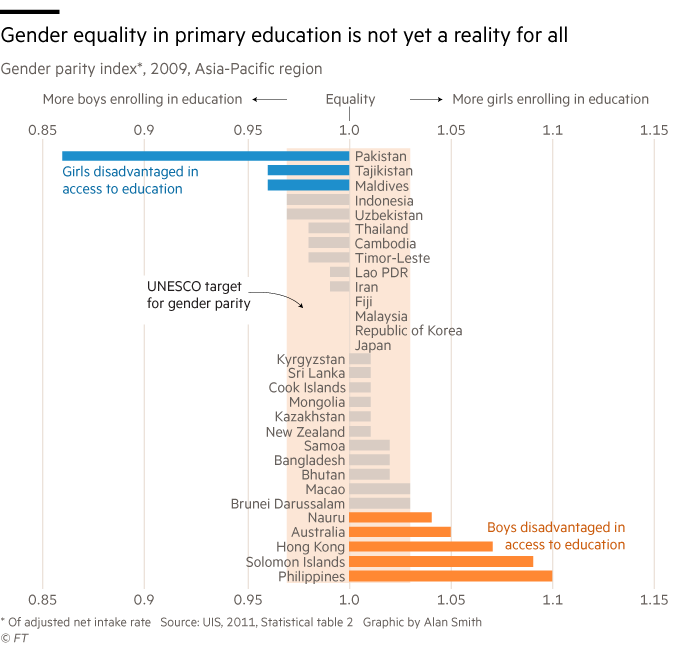 Gender equality in primary education is not yet a reality for all
Gender parity index*, 2009, Asia-Pacific region
More boys enrolling in education
Equality
More girls enrolling in education
0.85 0.9 0.95 1.0 1.05 1.1 1.15
Pakistan
Girls disadvantaged in
access to education
Tajikistan
Maldives
Indonesia
Uzbekistan
Thailand
Cambodia
Timor-Leste
Lao PDR
Iran
UNESCO target
for gender parity
Fiji
Malaysia
Republic of Korea
Japan
Kyrgyzstan
Sri Lanka
Cook Islands
Mongolia
Kazakhstan
New Zealand
Samoa
Bangladesh
Bhutan
Macao
Brunei Darussalam
Nauru
Australia
Boys disadvantaged in
access to education
Hong Kong
Solomon Islands
Philippines
0.85 0.9 0.95 1.0 1.05 1.1 1.15
* Of adjusted net intake rate Source: UIS, 2011, Statistical table 2 Graphic by Alan Smith
© FT